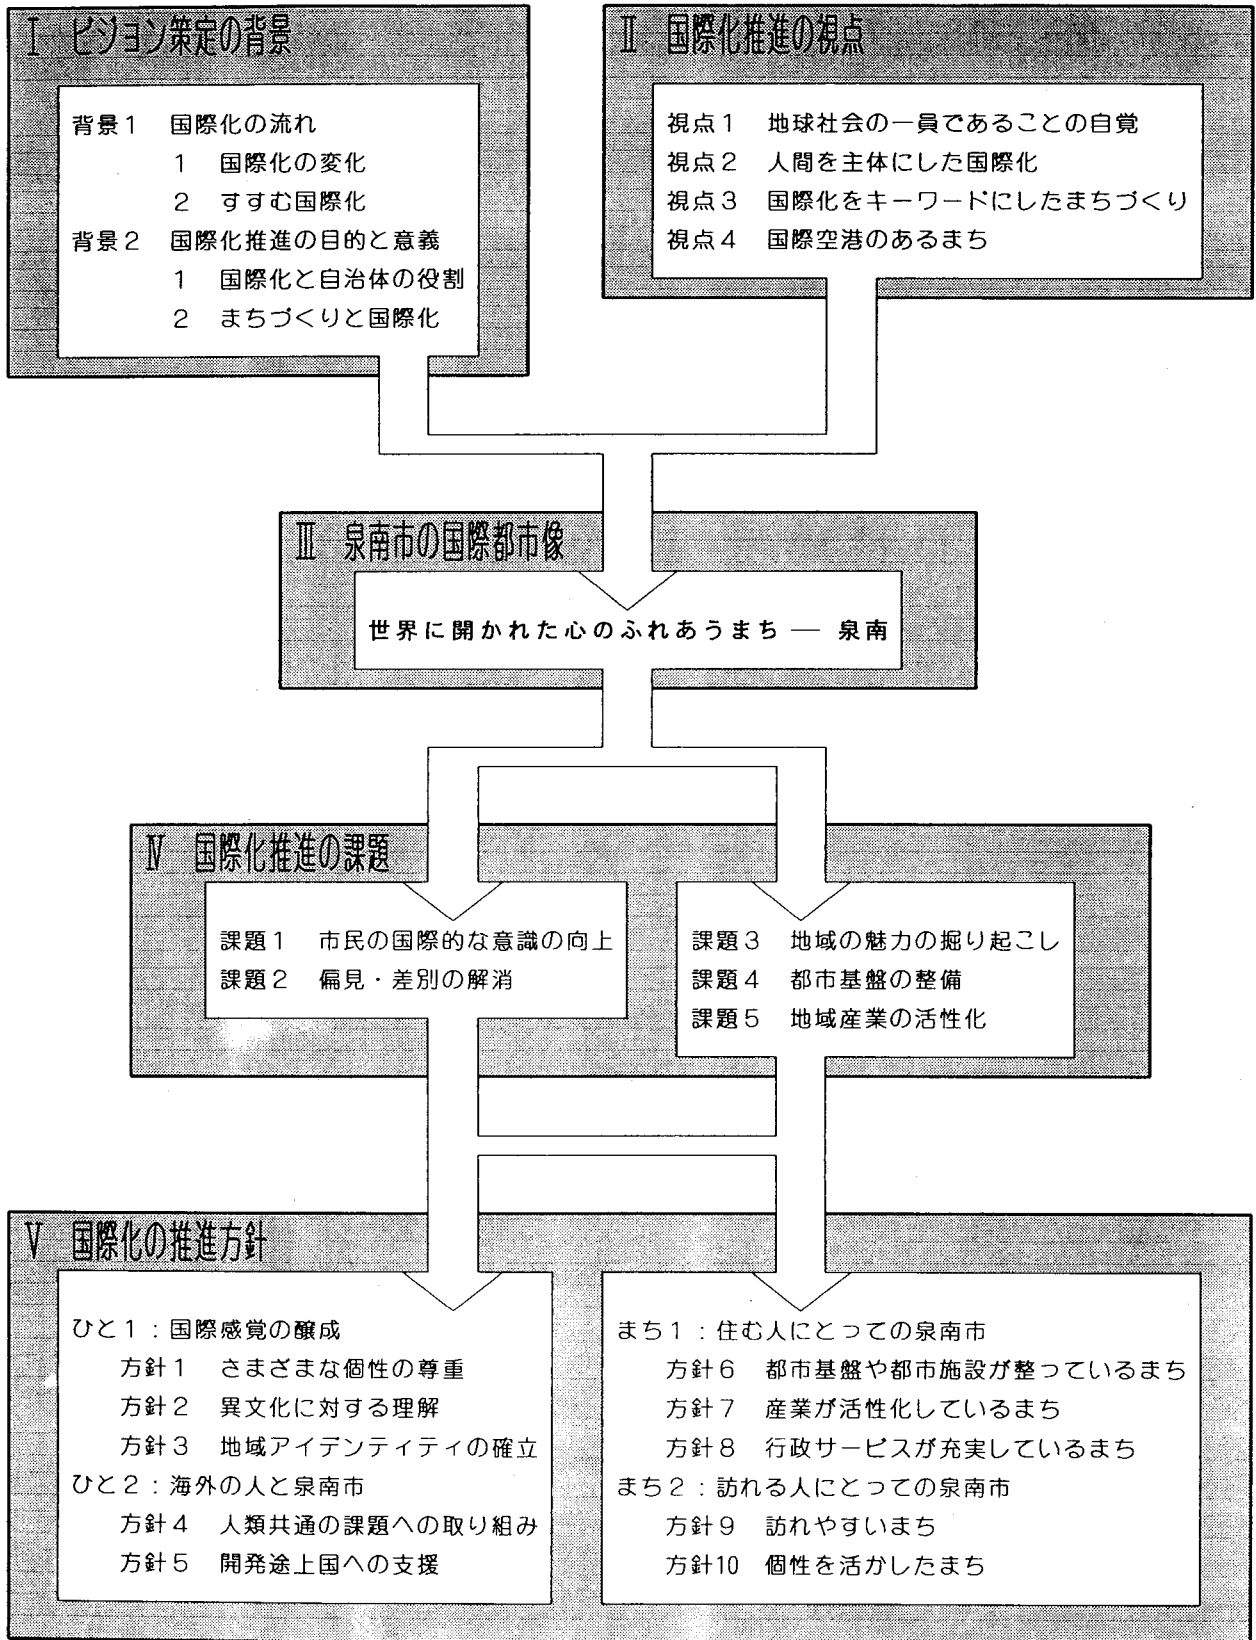 Ⅰ ビジョン策定の背景
背景1 国際化の流れ
1 国際化の変化
2 すすむ国際化
背景2 国際化推進の目的と意義
1 国際化と自治体の役割
2 まちづくりと国際化
Ⅱ 国際化推進の視点
視点1 地球社会の一員であることの自覚
視点2 人間を主体にした国際化
視点3 国際化をキーワードにしたまちづくり
視点4 国際空港のあるまち
Ⅲ 泉南市の国際都市像
世界に開かれた心のふれあうまち ― 泉南
Ⅳ 国際化推進の課題
課題1 市民の国際的な意識の向上
課題2 偏見・差別の解消
課題3 地域の魅力の掘り起こし
課題4 都市基盤の整備
課題5 地域産業の活性化
Ⅴ 国際化の推進方針
ひと1:国際感覚の醸成
方針1 さまざまな個性の尊重
方針2 異文化に対する理解
方針3 地域アイデンティティの確立
ひと2:海外の人と泉南市
方針4 人類共通の課題への取り組み
方針5 開発途上国への支援
まち1:住む人にとっての泉南市
方針6 都市基盤や都市施設が整っているまち
方針7 産業が活性化しているまち
方針8 行政サービスが充実しているまち
まち2:訪れる人にとっての泉南市
方針9 訪れやすいまち
方針10 個性を活かしたまち